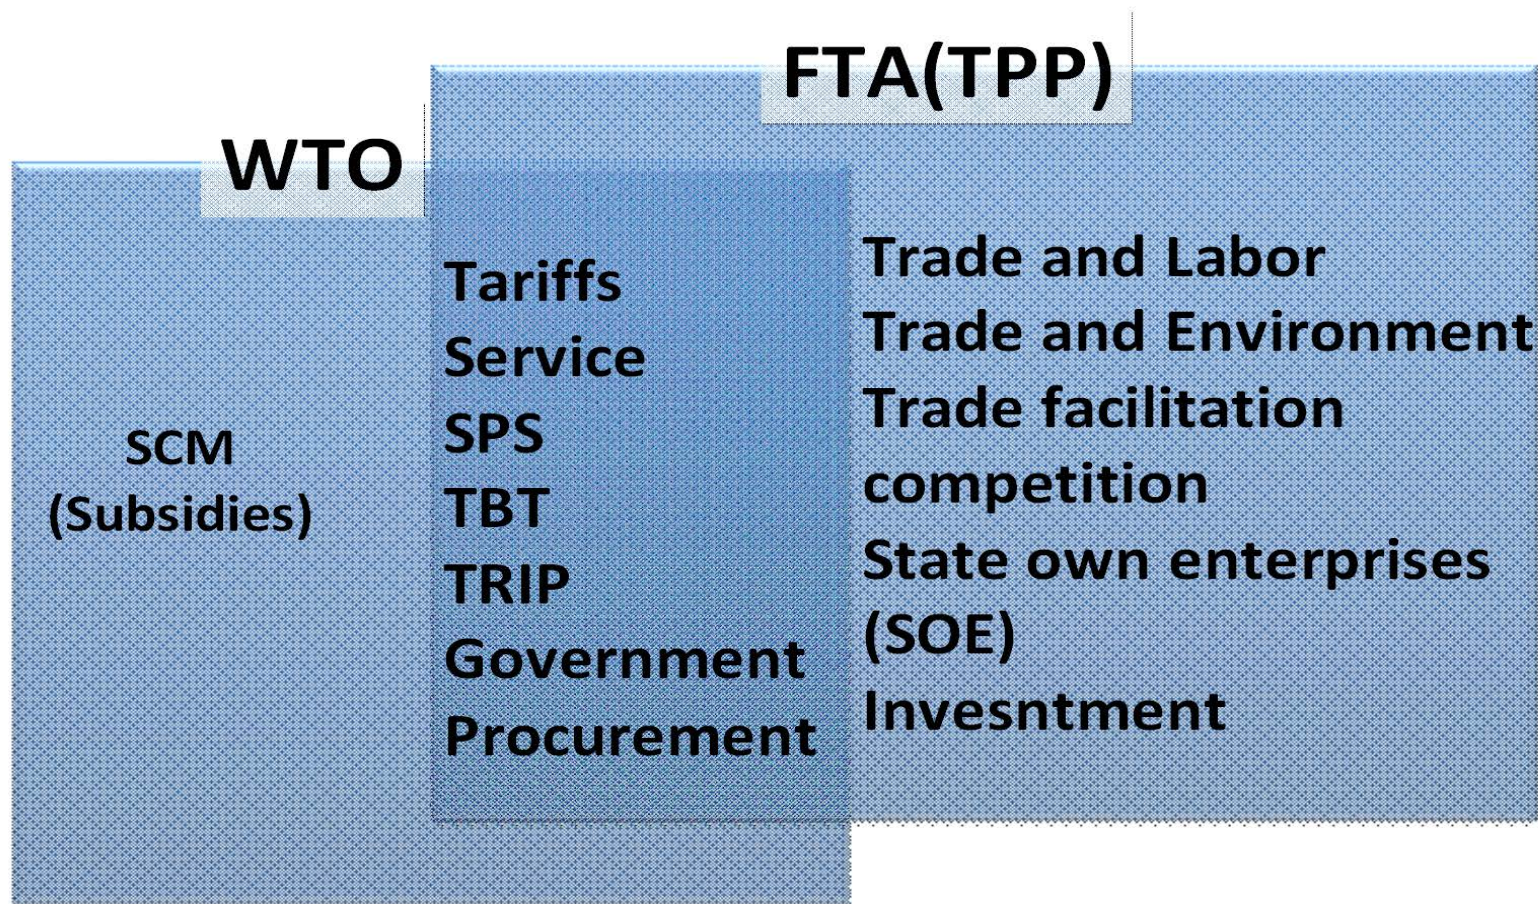 FTA(TPP)
WTO
SCM
(Subsidies)
Tariffs
Service
SPS
TBT
TRIP
Government
Procurement
Trade and Labor
Trade and Environment
Trade facilitation
competition
State own enterprises
(SOE)
Invesntment